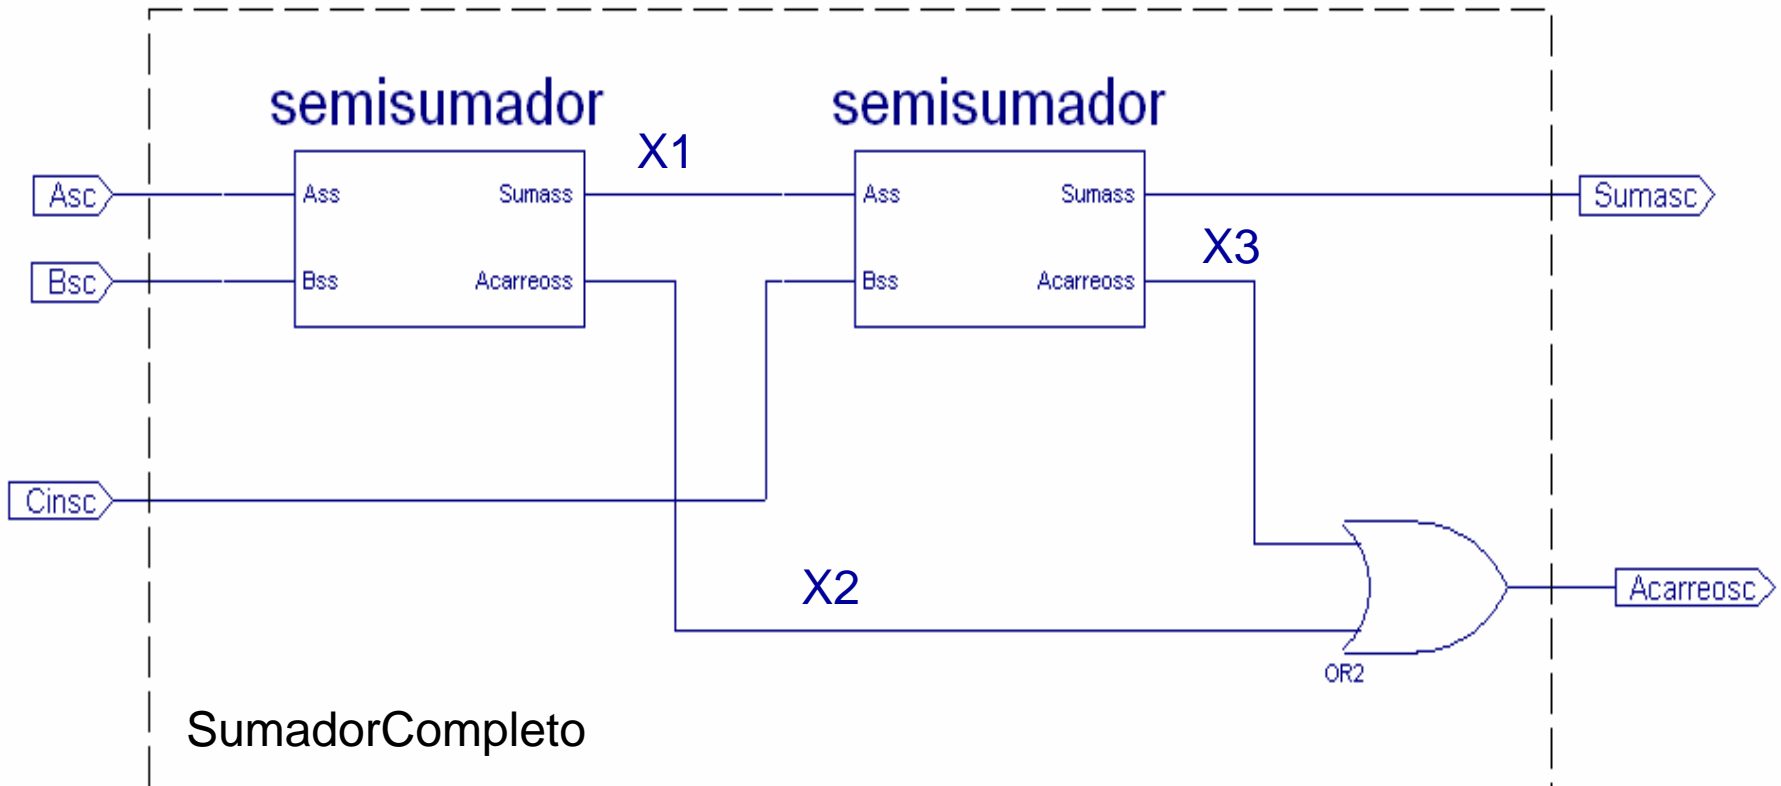 semisumador semisumador
X1
Asc Ass Sumass Ass Sumass Sumasc
X3
Bsc Bss Acarreoss Bss Acarreoss
Cinsc
X2 Acarreosc
OR2
SumadorCompleto